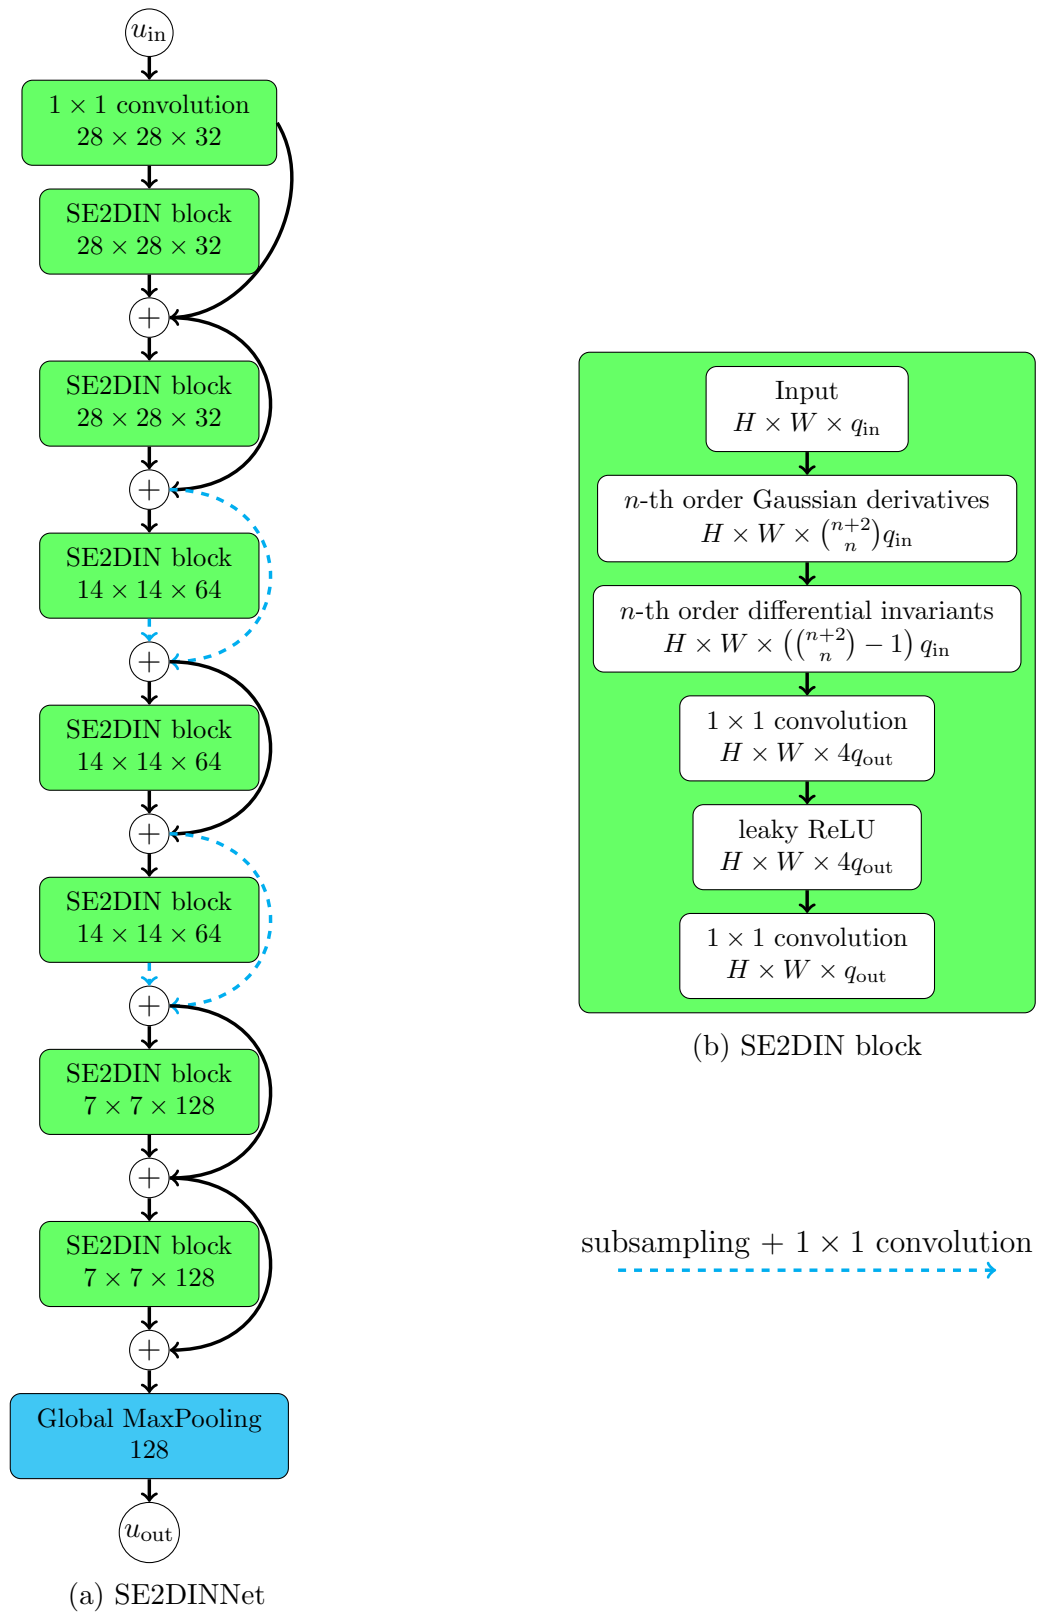 u_in
1 × 1 convolution
28 × 28 × 32
SE2DIN block
28 × 28 × 32
+
SE2DIN block
28 × 28 × 32
+
SE2DIN block
14 × 14 × 64
+
SE2DIN block
14 × 14 × 64
+
SE2DIN block
14 × 14 × 64
+
SE2DIN block
7 × 7 × 128
+
SE2DIN block
7 × 7 × 128
+
Global MaxPooling
128
u_out
(a) SE2DINNet
Input
H × W × q_in
n-th order Gaussian derivatives
H × W × \binom{n+2}{n} q_in
n-th order differential invariants
H × W × (\binom{n+2}{n} − 1) q_in
1 × 1 convolution
H × W × 4q_out
leaky ReLU
H × W × 4q_out
1 × 1 convolution
H × W × q_out
(b) SE2DIN block
subsampling + 1 × 1 convolution